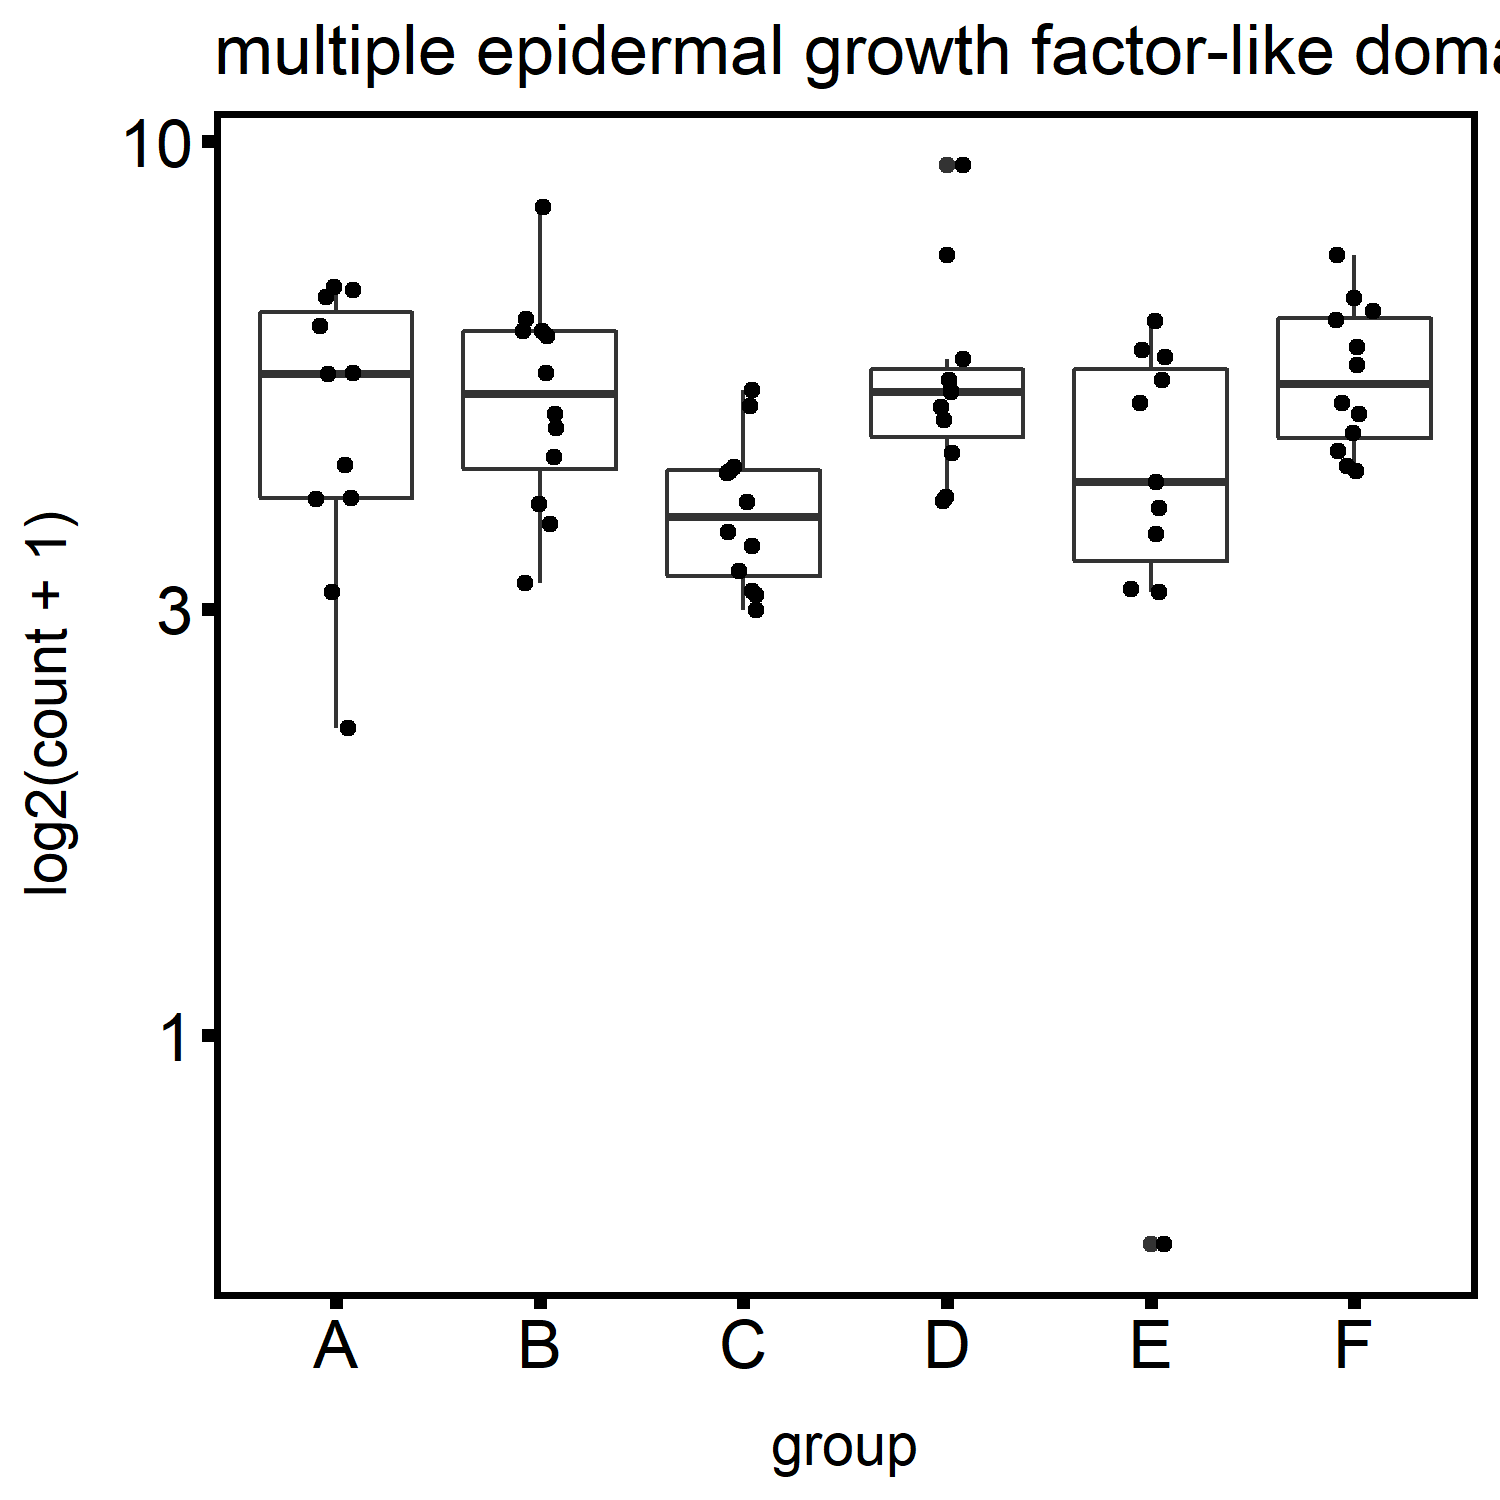 multiple epidermal growth factor-like doma
10
3
1
log2(count + 1)
A B C D E F
group